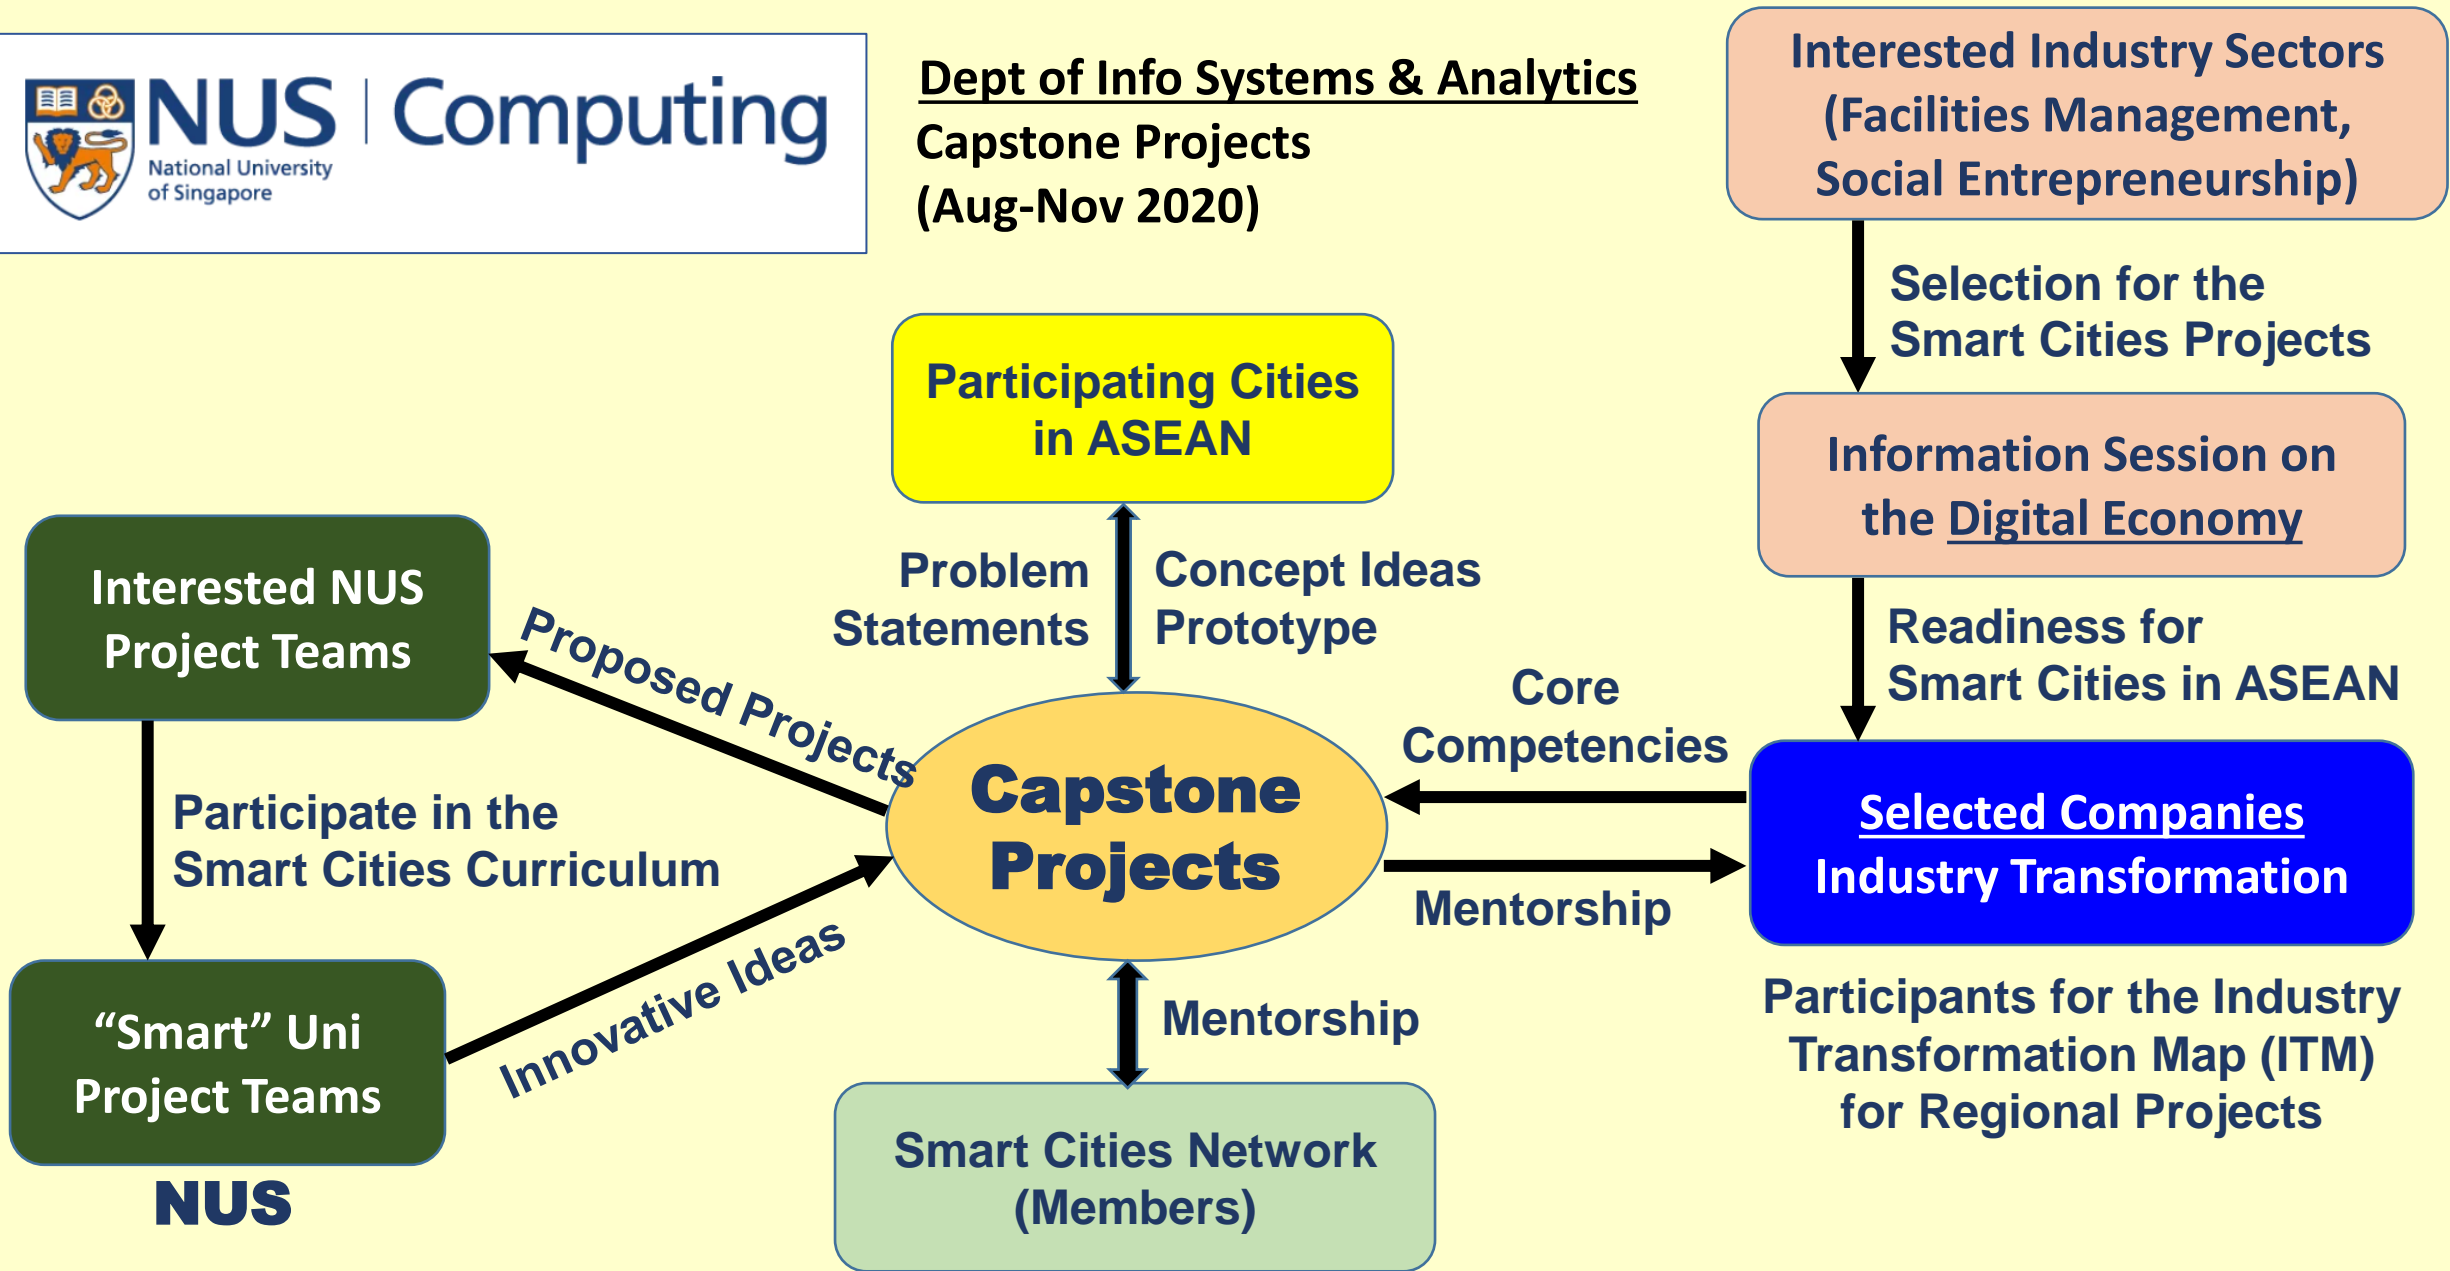 NUS | Computing
National University
of Singapore
Dept of Info Systems & Analytics
Capstone Projects
(Aug-Nov 2020)
Interested Industry Sectors
(Facilities Management,
Social Entrepreneurship)
Selection for the
Smart Cities Projects
Participating Cities
in ASEAN
Information Session on
the Digital Economy
Problem
Statements
Concept Ideas
Prototype
Readiness for
Smart Cities in ASEAN
Interested NUS
Project Teams
Proposed Projects
Core
Competencies
Participate in the
Smart Cities Curriculum
Capstone
Projects
Selected Companies
Industry Transformation
Mentorship
Innovative Ideas
“Smart” Uni
Project Teams
NUS
Mentorship
Participants for the Industry
Transformation Map (ITM)
for Regional Projects
Smart Cities Network
(Members)